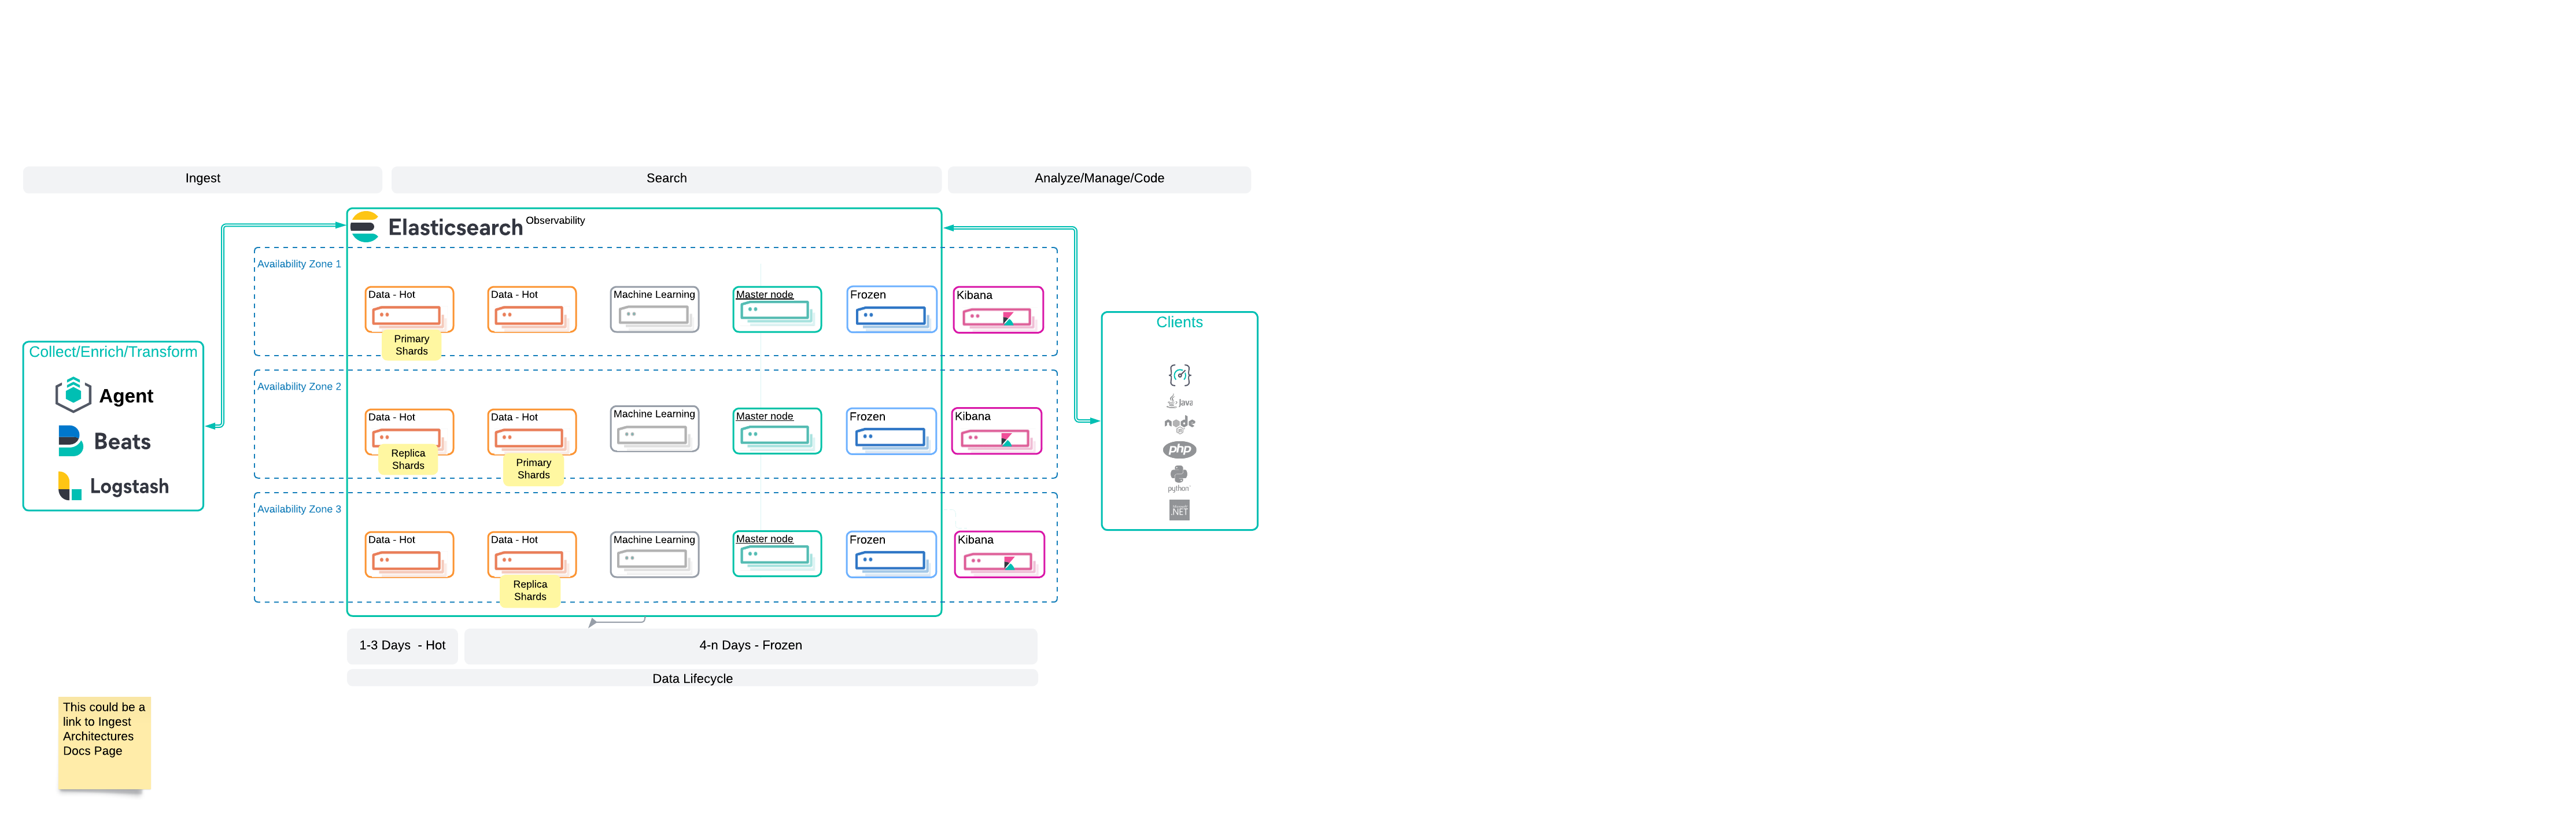 Ingest
Search
Analyze/Manage/Code
Elasticsearch
Observability
Availability Zone 1
Data - Hot
Data - Hot
Machine Learning
Master node
Frozen
Kibana
Primary
Shards
Clients
Collect/Enrich/Transform
Agent
Beats
Logstash
Availability Zone 2
Data - Hot
Data - Hot
Machine Learning
Master node
Frozen
Kibana
Replica
Shards
Primary
Shards
Java
node
php
python
Microsoft
.NET
Availability Zone 3
Data - Hot
Data - Hot
Machine Learning
Master node
Frozen
Kibana
Replica
Shards
1-3 Days  - Hot
4-n Days - Frozen
Data Lifecycle
This could be a
link to Ingest
Architectures
Docs Page